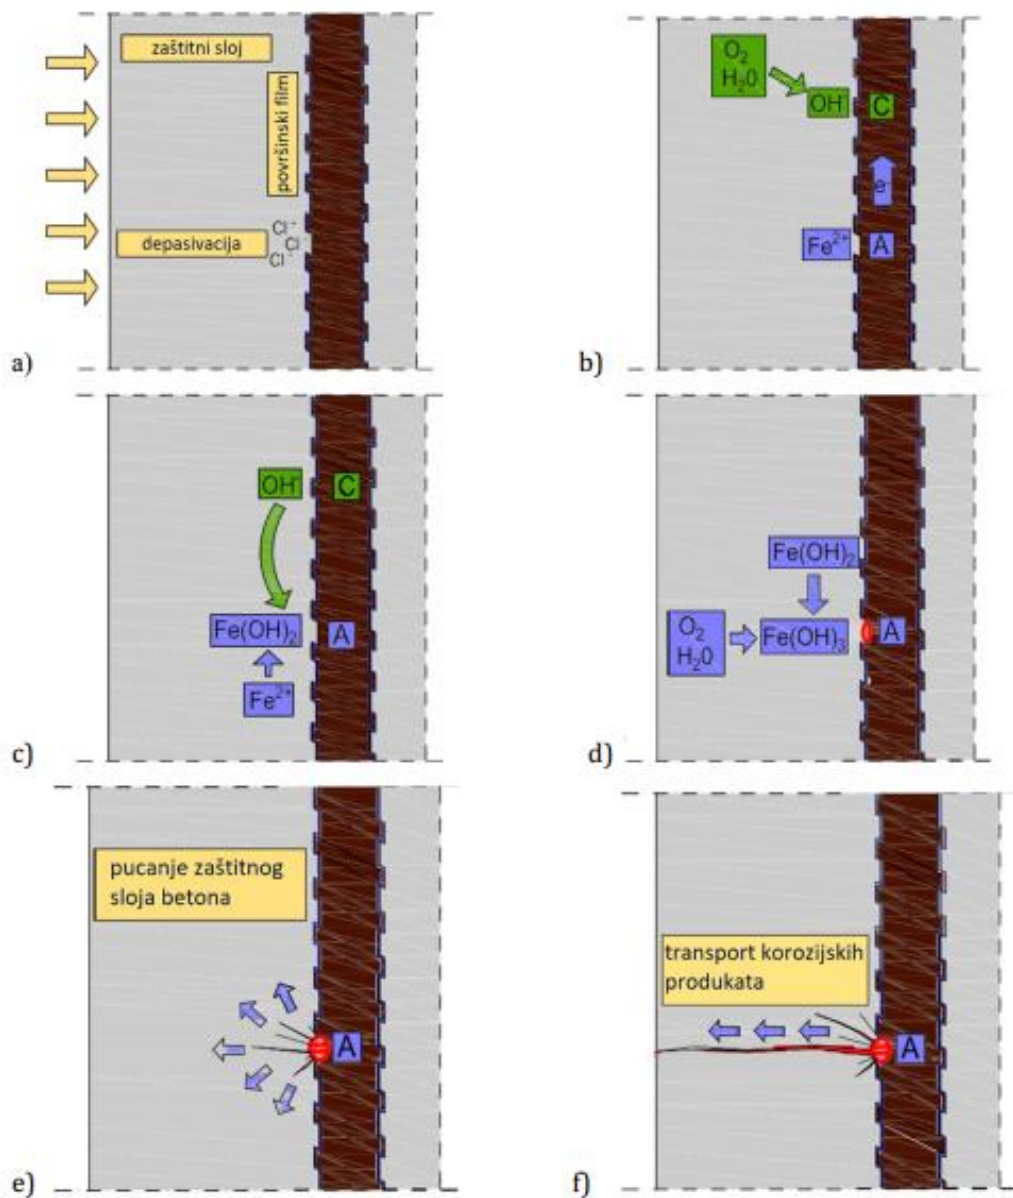 zaštitni sloj
površinski film
Cl⁺
depasivacija
Cl
Cl
a)
O₂
H₂0
OH⁻
C
e⁻
Fe²⁺
A
b)
OH⁻
C
Fe(OH)₂
A
Fe²⁺
c)
Fe(OH)₂
O₂
H₂0
Fe(OH)₃
A
d)
pucanje zaštitnog
sloja betona
A
e)
transport korozijskih
produkata
A
f)